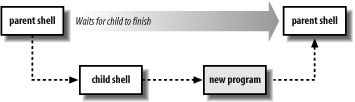 parent shell
Waits for child to finish
parent shell
child shell
new program